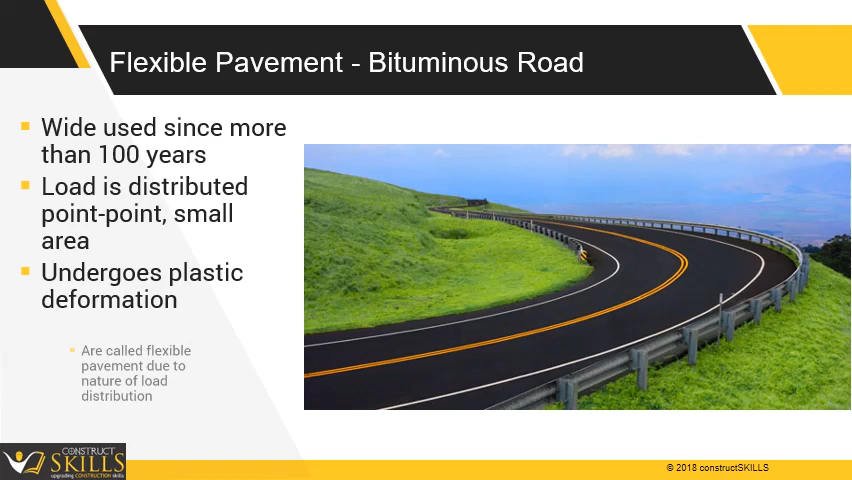 Flexible Pavement - Bituminous Road
Wide used since more
than 100 years
Load is distributed
point-point, small
area
Undergoes plastic
deformation
Are called flexible
pavement due to
nature of load
distribution
CONSTRUCT
SKILLS
upgrading CONSTRUCTION skills
© 2018 constructSKILLS